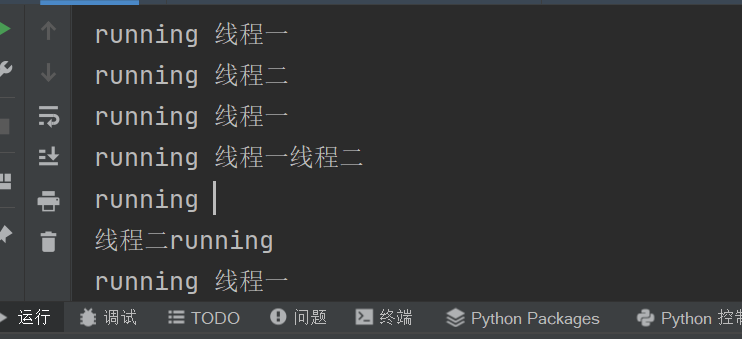 running 线程一
running 线程二
running 线程一
running 线程一线程二
running
线程二running
running 线程一
运行 调试 TODO 问题 终端 Python Packages Python 控制